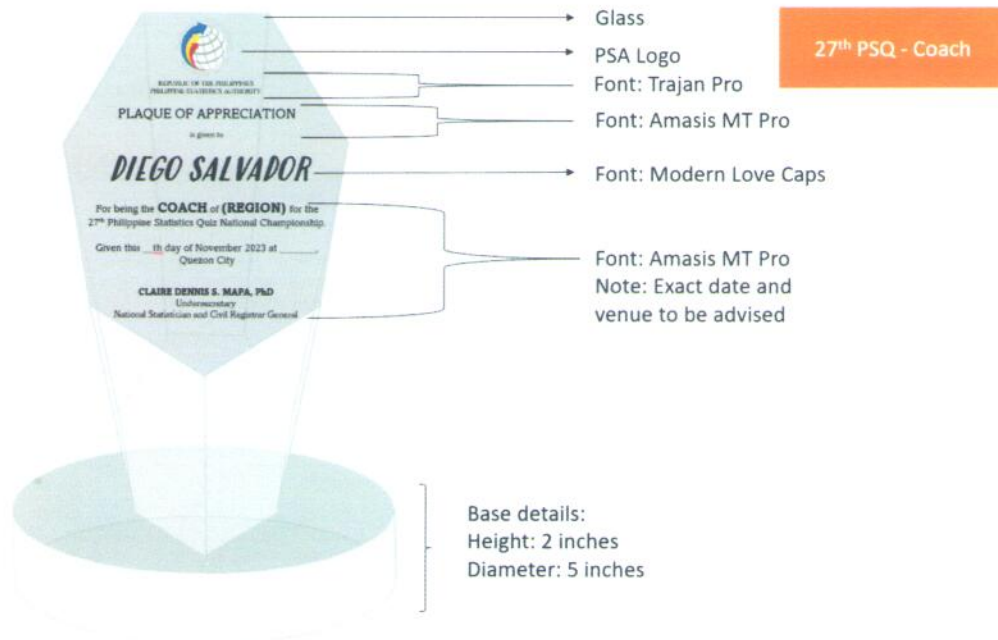 Glass
27th PSQ - Coach
PSA Logo
REPUBLIC OF THE PHILIPPINES
PHILIPPINE STATISTICS AUTHORITY
Font: Trajan Pro
PLAQUE OF APPRECIATION
is given to
Font: Amasis MT Pro
DIEGO SALVADOR
Font: Modern Love Caps
For being the COACH of (REGION) for the
27th Philippine Statistics Quiz National Championship.
Given this __th day of November 2023 at ______,
Quezon City
CLAIRE DENNIS S. MAPA, PhD
Undersecretary
National Statistician and Civil Registrar General
Font: Amasis MT Pro
Note: Exact date and
venue to be advised
Base details:
Height: 2 inches
Diameter: 5 inches